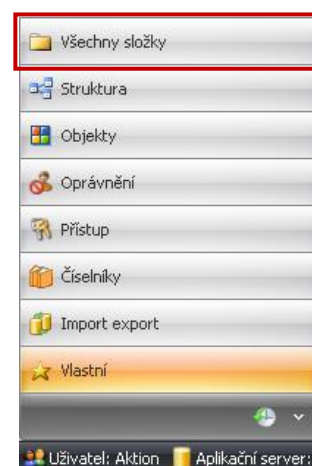 Všechny složky
Struktura
Objekty
Oprávnění
Přístup
Číselníky
Import export
Vlastní
Uživatel: Aktion Aplikační server: